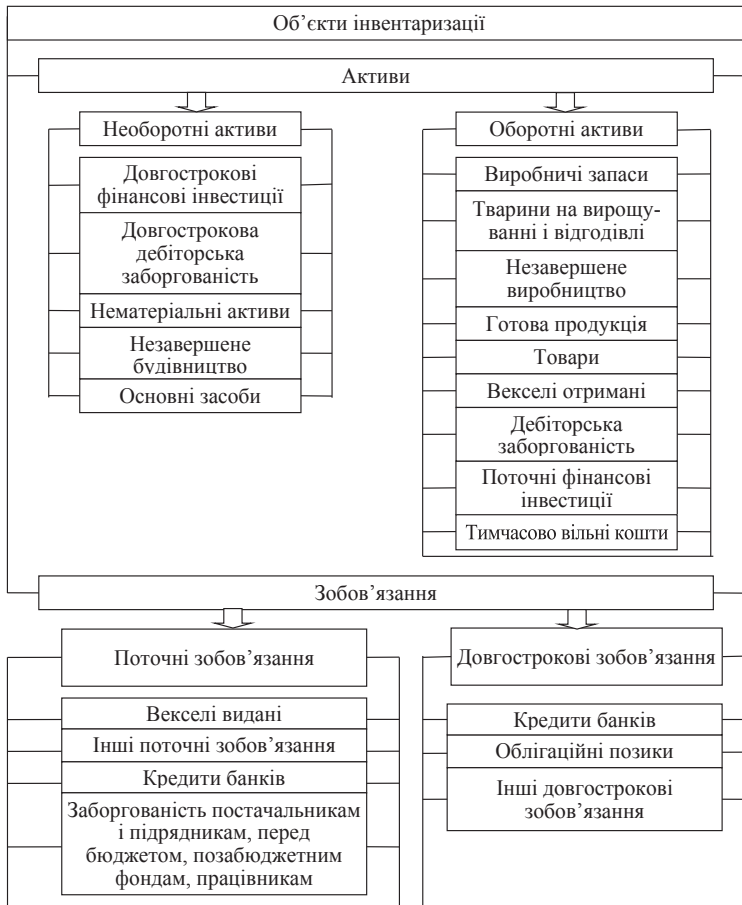 Об’єкти інвентаризації
Активи
Необоротні активи
Довгострокові
фінансові інвестиції
Довгострокова
дебіторська
заборгованість
Нематеріальні активи
Незавершене
будівництво
Основні засоби
Оборотні активи
Виробничі запаси
Тварини на вирощу-
ванні і відгодівлі
Незавершене
виробництво
Готова продукція
Товари
Векселі отримані
Дебіторська
заборгованість
Поточні фінансові
інвестиції
Тимчасово вільні кошти
Зобов’язання
Поточні зобов’язання
Векселі видані
Інші поточні зобов’язання
Кредити банків
Заборгованість постачальникам
і підрядникам, перед
бюджетом, позабюджетним
фондам, працівникам
Довгострокові зобов’язання
Кредити банків
Облігаційні позики
Інші довгострокові
зобов’язання